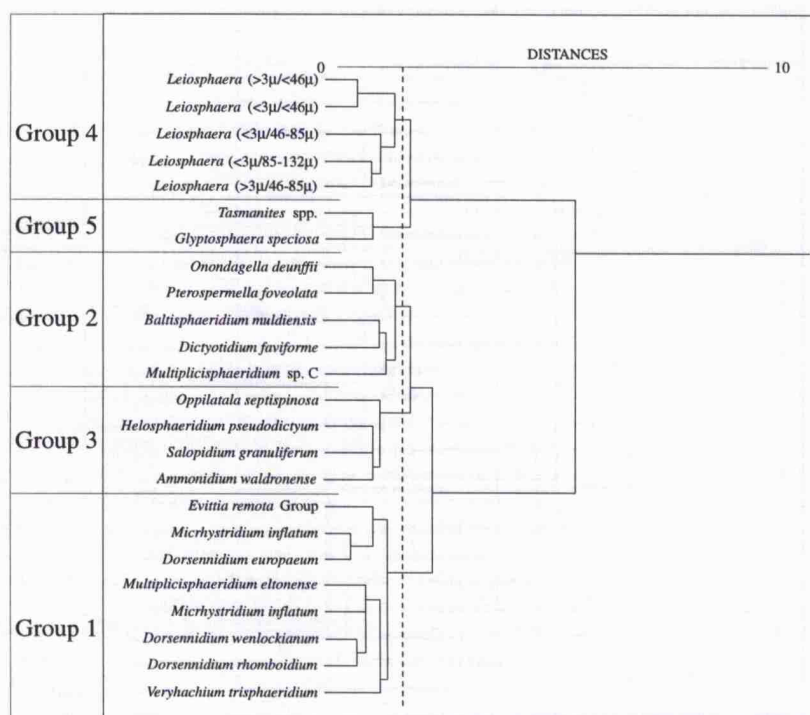 DISTANCES
0
10
Group 4
Leiosphaera (>3μ/<46μ)
Leiosphaera (<3μ/<46μ)
Leiosphaera (<3μ/46-85μ)
Leiosphaera (<3μ/85-132μ)
Leiosphaera (>3μ/46-85μ)
Group 5
Tasmanites spp.
Glyptosphaera speciosa
Group 2
Onondagella deunffii
Pterospermella foveolata
Baltisphaeridium muldiensis
Dictyotidium faviforme
Multiplicisphaeridium sp. C
Group 3
Oppilatala septispinosa
Helosphaeridium pseudodictyum
Salopidium granuliferum
Ammonidium waldronense
Group 1
Evittia remota Group
Micrhystridium inflatum
Dorsennidium europaeum
Multiplicisphaeridium eltonense
Micrhystridium inflatum
Dorsennidium wenlockianum
Dorsennidium rhomboidium
Veryhachium trisphaeridium